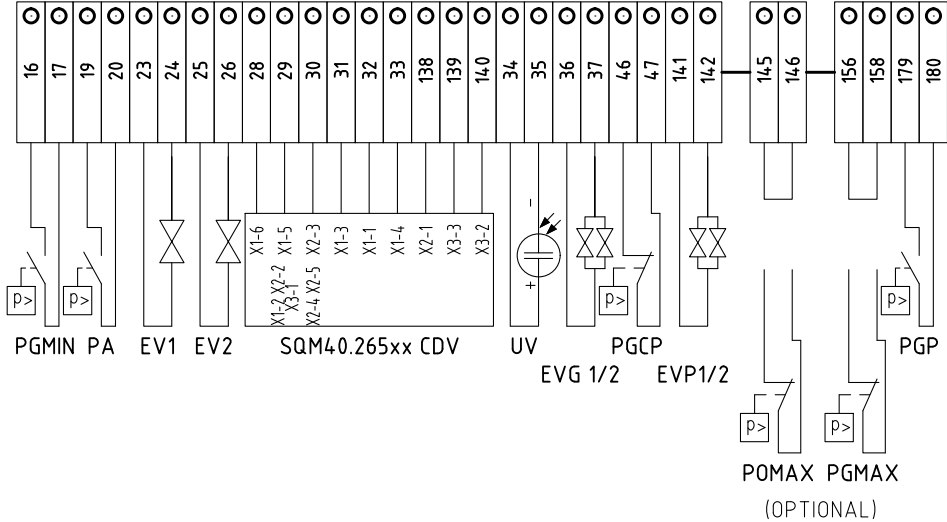 16 17 19 20 23 24 25 26 28 29 30 31 32 33 138 139 140 34 35 36 37 46 47 141 142 145 146 156 158 179 180
X1-6 X1-5 X2-3 X1-3 X1-1 X1-4 X2-1 X3-3 X3-2
X1-2 X2-2 X2-4 X2-5
X3-1
- +
p> p> p> p>
PGMIN PA EV1 EV2 SQM40.265xx CDV UV PGCP PGP
EVG 1/2 EVP1/2
p> p>
POMAX PGMAX
(OPTIONAL)